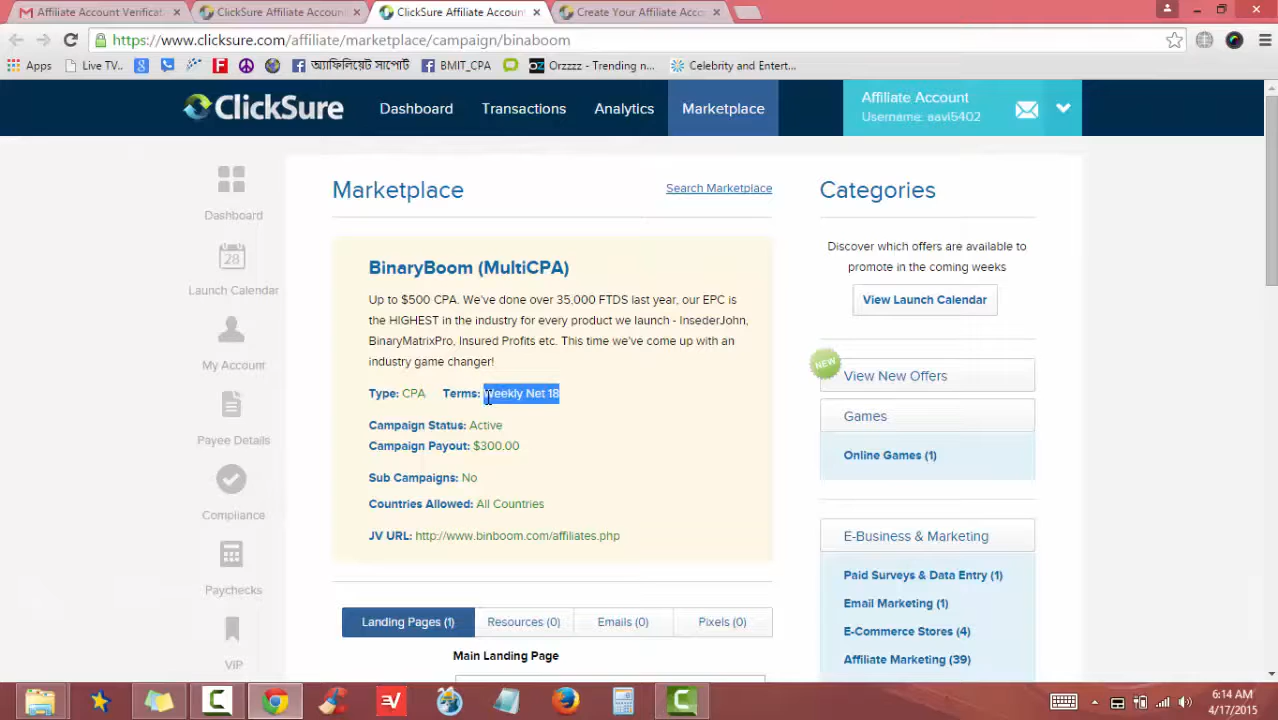 Affiliate Account Verificat
ClickSure Affiliate Accoun
ClickSure Affiliate Accoun
Create Your Affiliate Acco
https://www.clicksure.com/affiliate/marketplace/campaign/binaboom
Apps
Live TV..
অ্যাফিলিয়েট সাপোর্ট
BMIT_CPA
Orzzzz - Trending n...
Celebrity and Entert...
ClickSure
Dashboard
Transactions
Analytics
Marketplace
Affiliate Account
Username: aavi5402
Dashboard
28
Launch Calendar
My Account
Payee Details
Compliance
Paychecks
VIP
Marketplace
Search Marketplace
BinaryBoom (MultiCPA)
Up to $500 CPA. We've done over 35,000 FTDS last year, our EPC is
the HIGHEST in the industry for every product we launch - InsederJohn,
BinaryMatrixPro, Insured Profits etc. This time we've come up with an
industry game changer!
Type: CPA Terms: Weekly Net 18
Campaign Status: Active
Campaign Payout: $300.00
Sub Campaigns: No
Countries Allowed: All Countries
JV URL: http://www.binboom.com/affiliates.php
Landing Pages (1)
Resources (0)
Emails (0)
Pixels (0)
Main Landing Page
Categories
Discover which offers are available to
promote in the coming weeks
View Launch Calendar
NEW
View New Offers
Games
Online Games (1)
E-Business & Marketing
Paid Surveys & Data Entry (1)
Email Marketing (1)
E-Commerce Stores (4)
Affiliate Marketing (39)
6:14 AM
4/17/2015